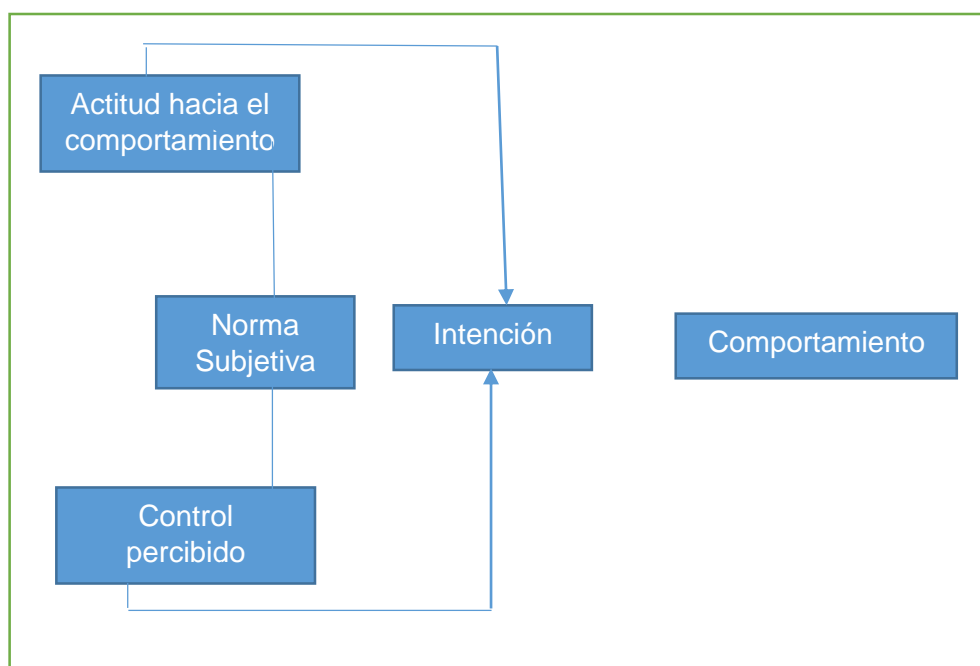 Actitud hacia el
comportamiento
Norma
Subjetiva
Intención
Comportamiento
Control
percibido